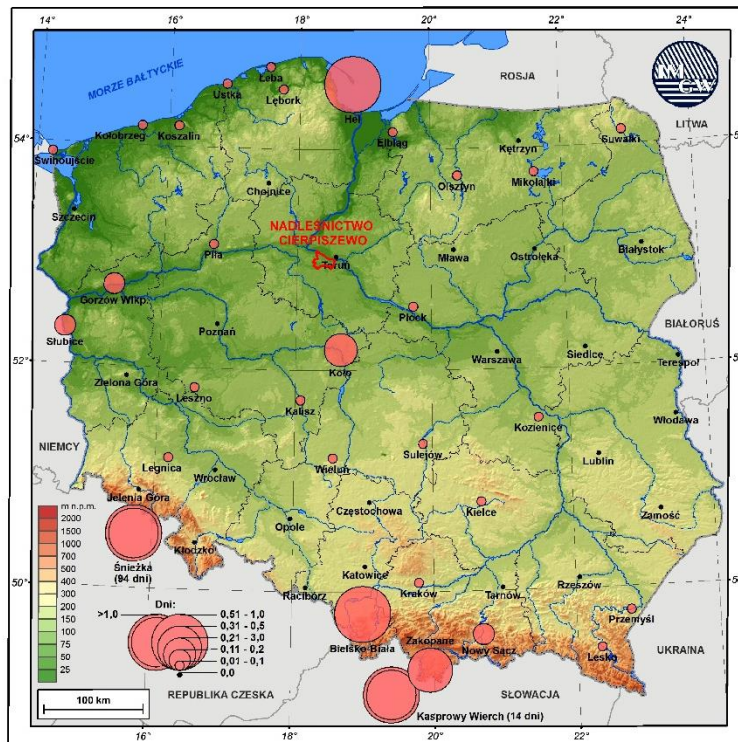 14°
16°
18°
20°
22°
24°
MORZE BAŁTYCKIE
ROSJA
IM
GW
LITWA
Łeba
Ustka
Lębork
Hel
Kołobrzeg
Koszalin
Elbląg
Kętrzyn
Suwałki
54°
Świnoujście
Olsztyn
Mikołajki
Chojnice
Szczecin
NADLEŚNICTWO
CIERPISZEWO
Piła
Toruń
Mława
Ostrołęka
Białystok
Gorzów Wlkp.
Płock
Słubice
Poznań
BIAŁORUŚ
52°
Koło
Warszawa
Siedlce
Terespol
Zielona Góra
Leszno
Kalisz
Kozienice
Włodawa
NIEMCY
Legnica
Wrocław
Wieluń
Sulejów
Lublin
Jelenia Góra
Częstochowa
Kielce
Zamość
Opole
Kłodzko
Śnieżka
(94 dni)
m n.p.m.
2000
1500
1000
700
500
400
300
200
150
100
75
50
25
50°
Katowice
Racibórz
Kraków
Tarnów
Rzeszów
Przemyśl
Dni:
>1,0
0,51 - 1,0
0,31 - 0,5
0,21 - 3,0
0,11 - 0,2
0,01 - 0,1
0,0
Bielsko-Biała
Zakopane
Nowy Sącz
Lesko
UKRAINA
100 km
REPUBLIKA CZESKA
SŁOWACJA
Kasprowy Wierch (14 dni)
16°
18°
20°
22°